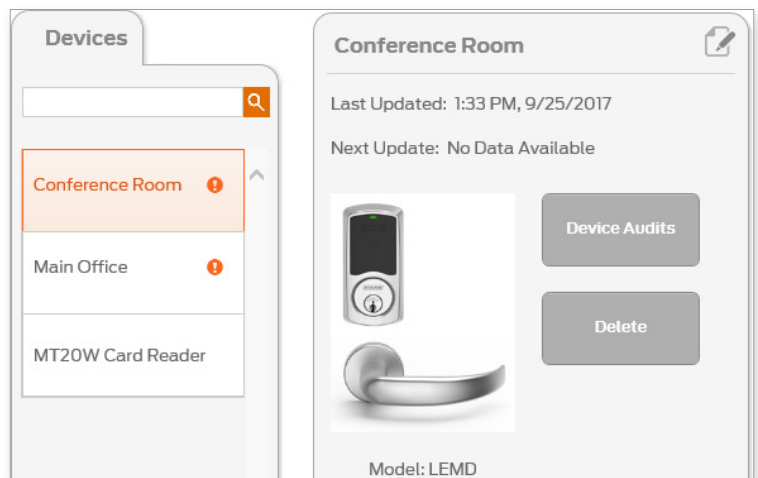 Devices
Conference Room
Main Office
MT20W Card Reader
Conference Room
Last Updated: 1:33 PM, 9/25/2017
Next Update: No Data Available
Device Audits
Delete
Model: LEMD